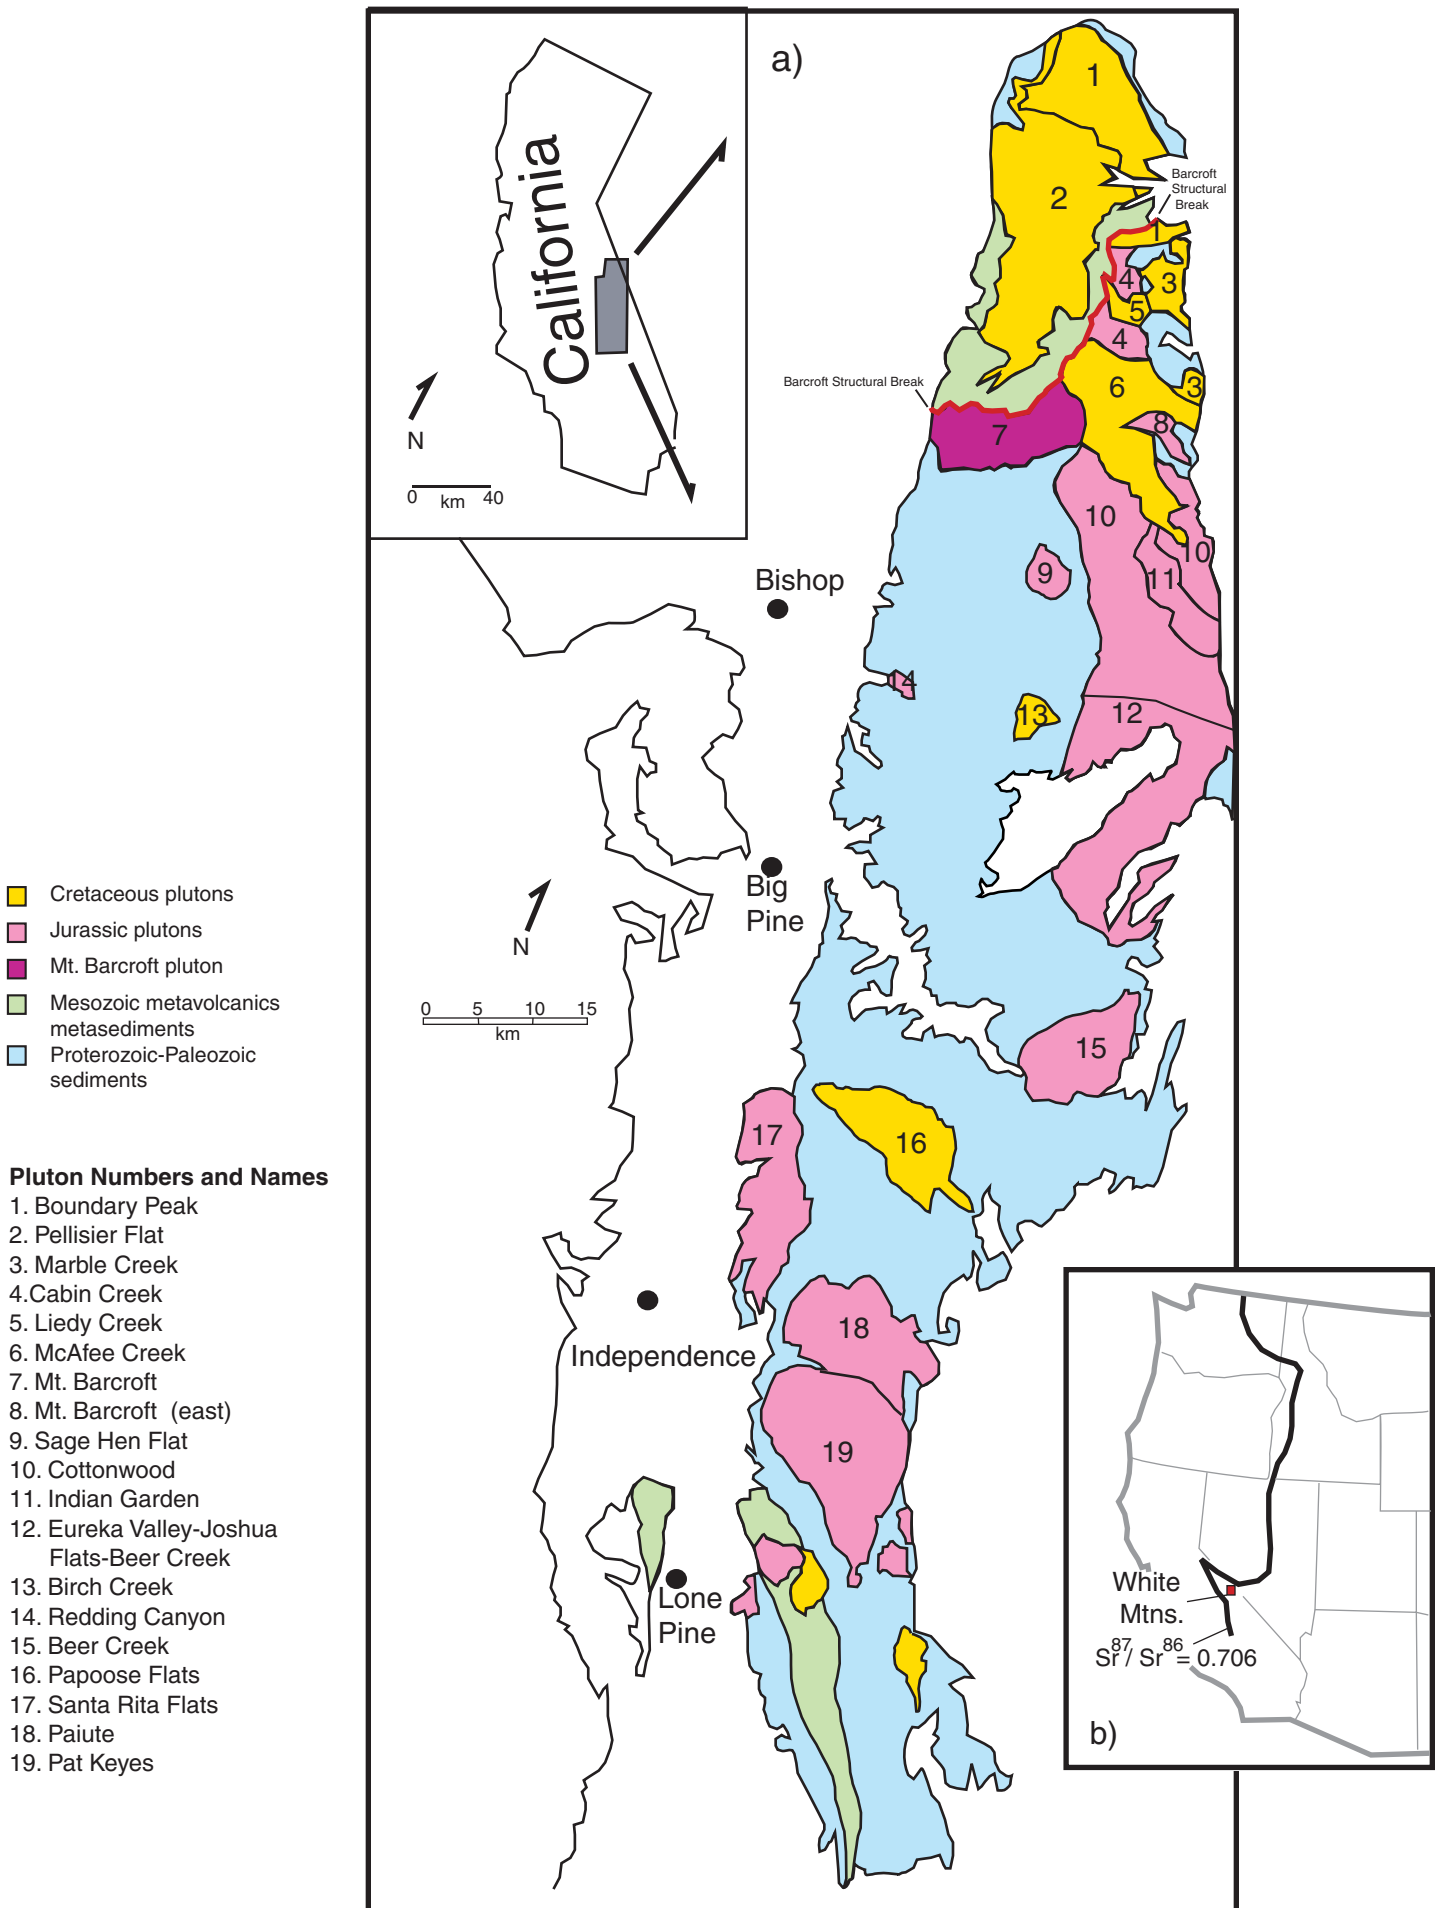 a)
California
N
0 km 40
1
2
Barcroft
Structural
Break
1
4
3
5
4
6
3
Barcroft Structural Break
7
8
10
10
9
11
Bishop
14
13
12
Big
Pine
N
0 5 10 15
km
Cretaceous plutons
Jurassic plutons
Mt. Barcroft pluton
Mesozoic metavolcanics
metasediments
Proterozoic-Paleozoic
sediments
15
16
17
18
Independence
19
Lone
Pine
Pluton Numbers and Names
1. Boundary Peak
2. Pellisier Flat
3. Marble Creek
4.Cabin Creek
5. Liedy Creek
6. McAfee Creek
7. Mt. Barcroft
8. Mt. Barcroft (east)
9. Sage Hen Flat
10. Cottonwood
11. Indian Garden
12. Eureka Valley-Joshua
Flats-Beer Creek
13. Birch Creek
14. Redding Canyon
15. Beer Creek
16. Papoose Flats
17. Santa Rita Flats
18. Paiute
19. Pat Keyes
White
Mtns.
Sr87/ Sr86= 0.706
b)